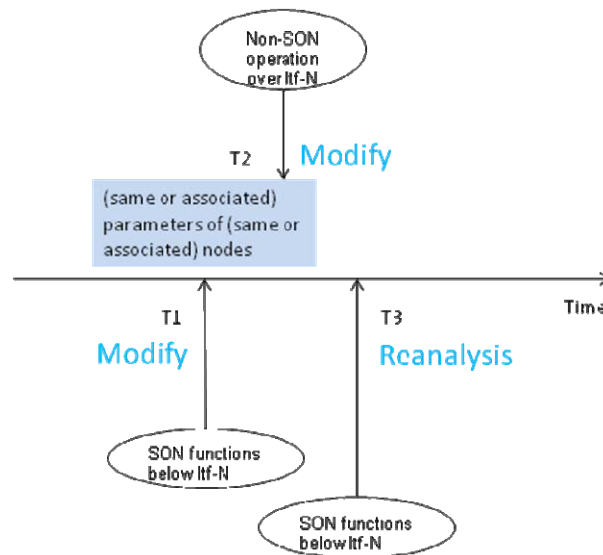 Non-SON
operation
over Itf-N
T2
Modify
(same or associated)
parameters of (same or
associated) nodes
T1
T3
Time
Modify
Reanalysis
SON functions
below Itf-N
SON functions
below Itf-N